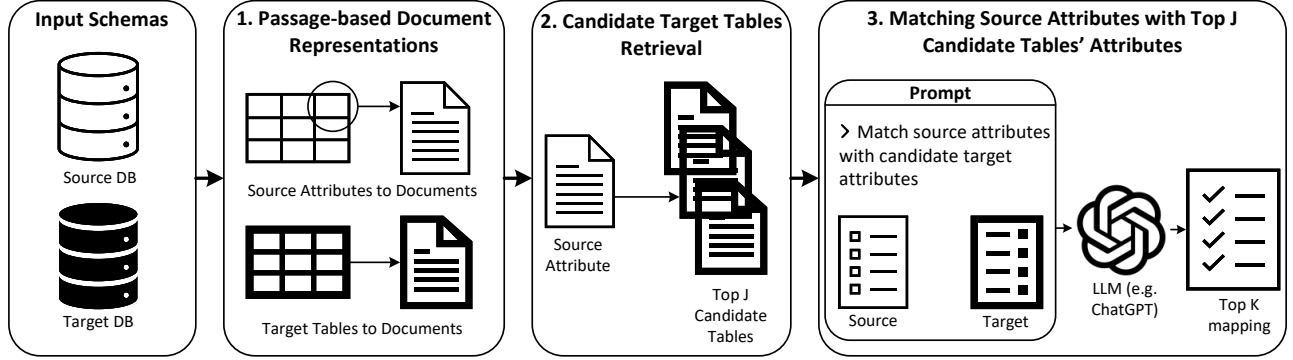 Input Schemas
Source DB
Target DB
1. Passage-based Document
Representations
Source Attributes to Documents
Target Tables to Documents
2. Candidate Target Tables
Retrieval
Source
Attribute
Top J
Candidate
Tables
3. Matching Source Attributes with Top J
Candidate Tables' Attributes
Prompt
> Match source attributes
with candidate target
attributes
Source
Target
LLM (e.g.
ChatGPT)
Top K
mapping